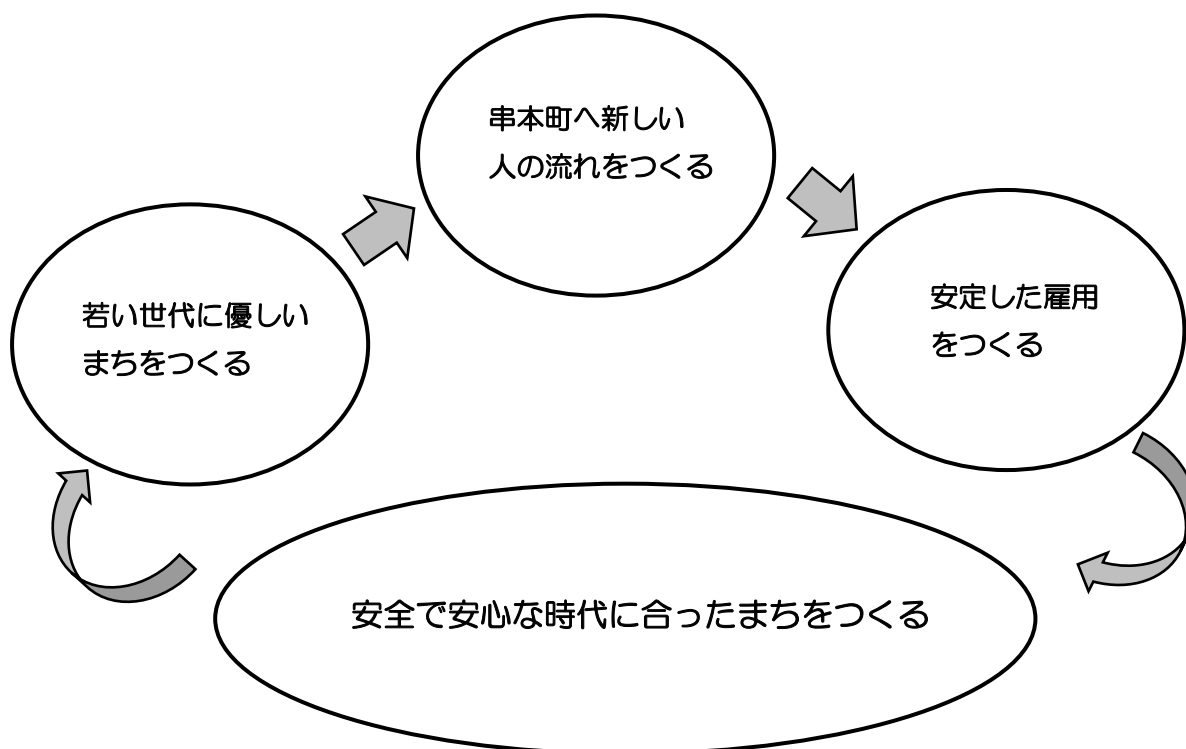 串本町へ新しい
人の流れをつくる
若い世代に優しい
まちをつくる
安定した雇用
をつくる
安全で安心な時代に合ったまちをつくる